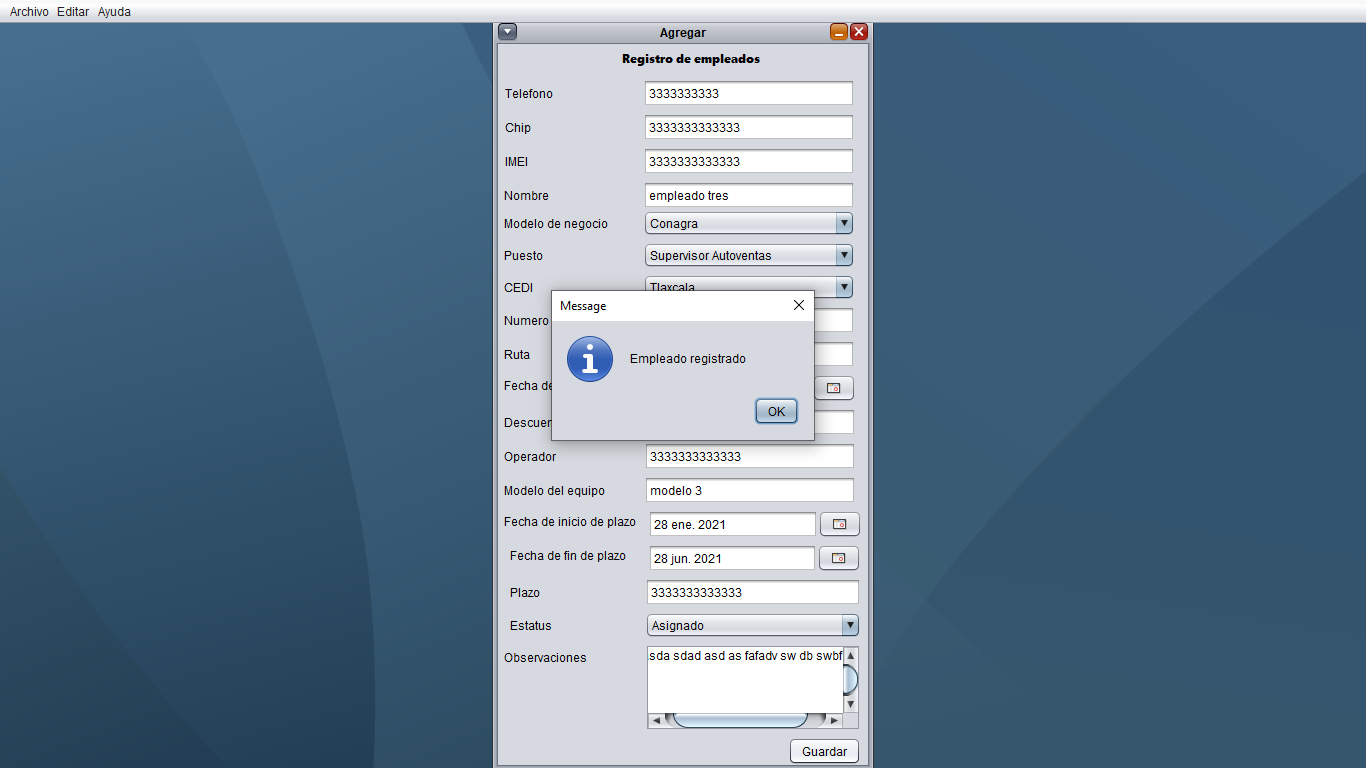 Archivo Editar Ayuda
Agregar
Registro de empleados
Telefono 3333333333
Chip 3333333333333
IMEI 3333333333333
Nombre empleado tres
Modelo de negocio Conagra
Puesto Supervisor Autoventas
CEDI Tlaxcala
Message
Numero
Empleado registrado
Ruta
Fecha de
OK
Descuen
Operador 3333333333333
Modelo del equipo modelo 3
Fecha de inicio de plazo 28 ene. 2021
Fecha de fin de plazo 28 jun. 2021
Plazo 3333333333333
Estatus Asignado
Observaciones sda sdad asd as fafadv sw db swbf
Guardar